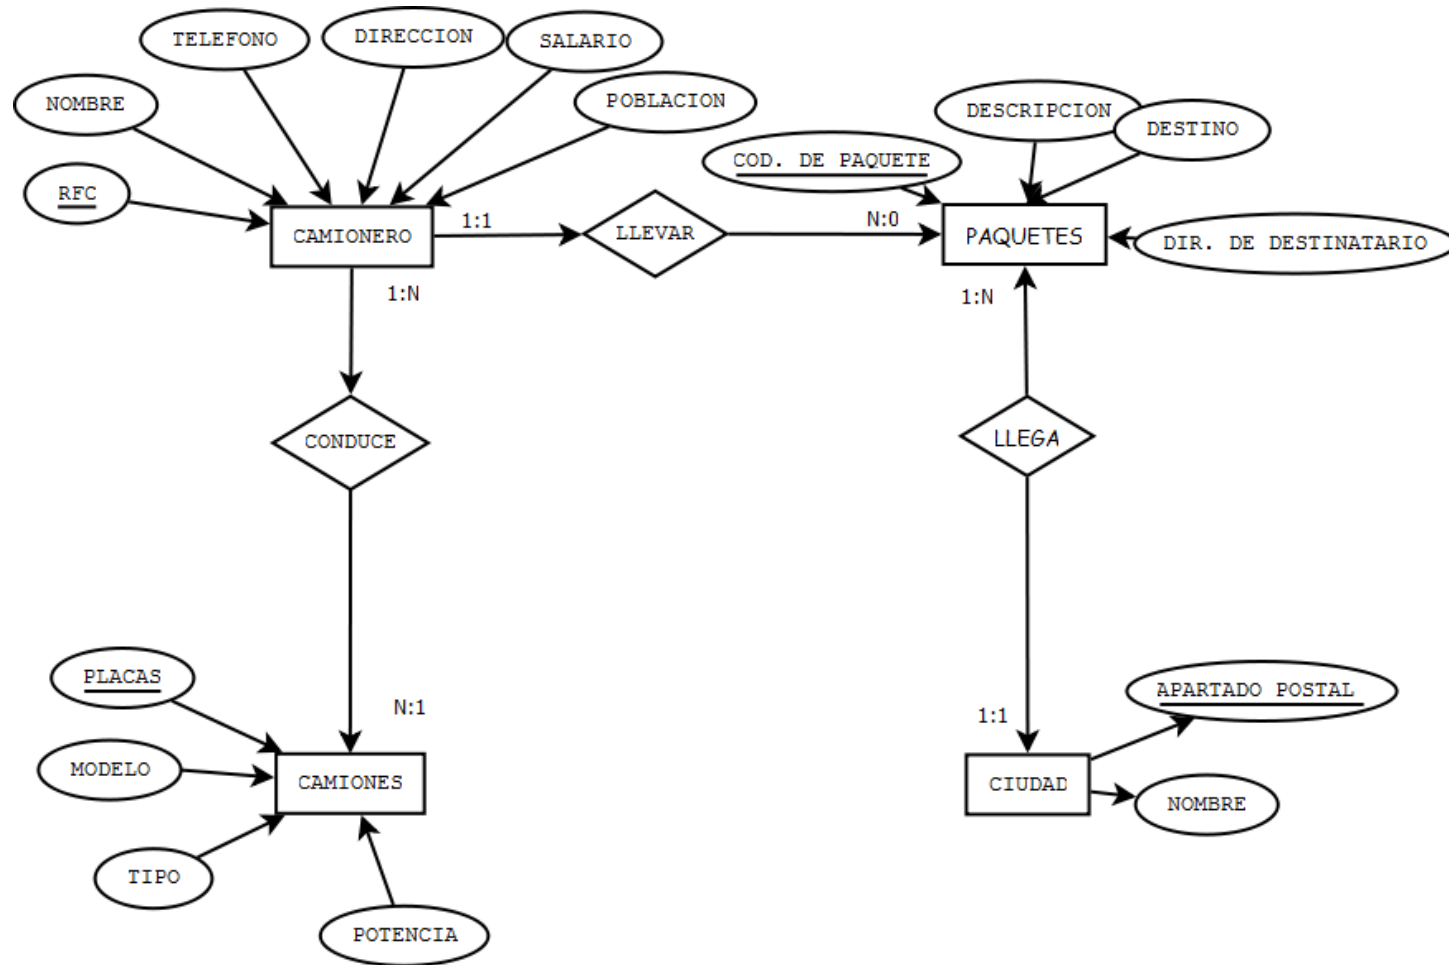 TELEFONO
DIRECCION
SALARIO
NOMBRE
POBLACION
DESCRIPCION
DESTINO
COD. DE PAQUETE
RFC
CAMIONERO
1:1
LLEVAR
N:0
PAQUETES
DIR. DE DESTINATARIO
1:N
1:N
CONDUCE
LLEGA
PLACAS
N:1
1:1
APARTADO POSTAL
MODELO
CAMIONES
CIUDAD
NOMBRE
TIPO
POTENCIA